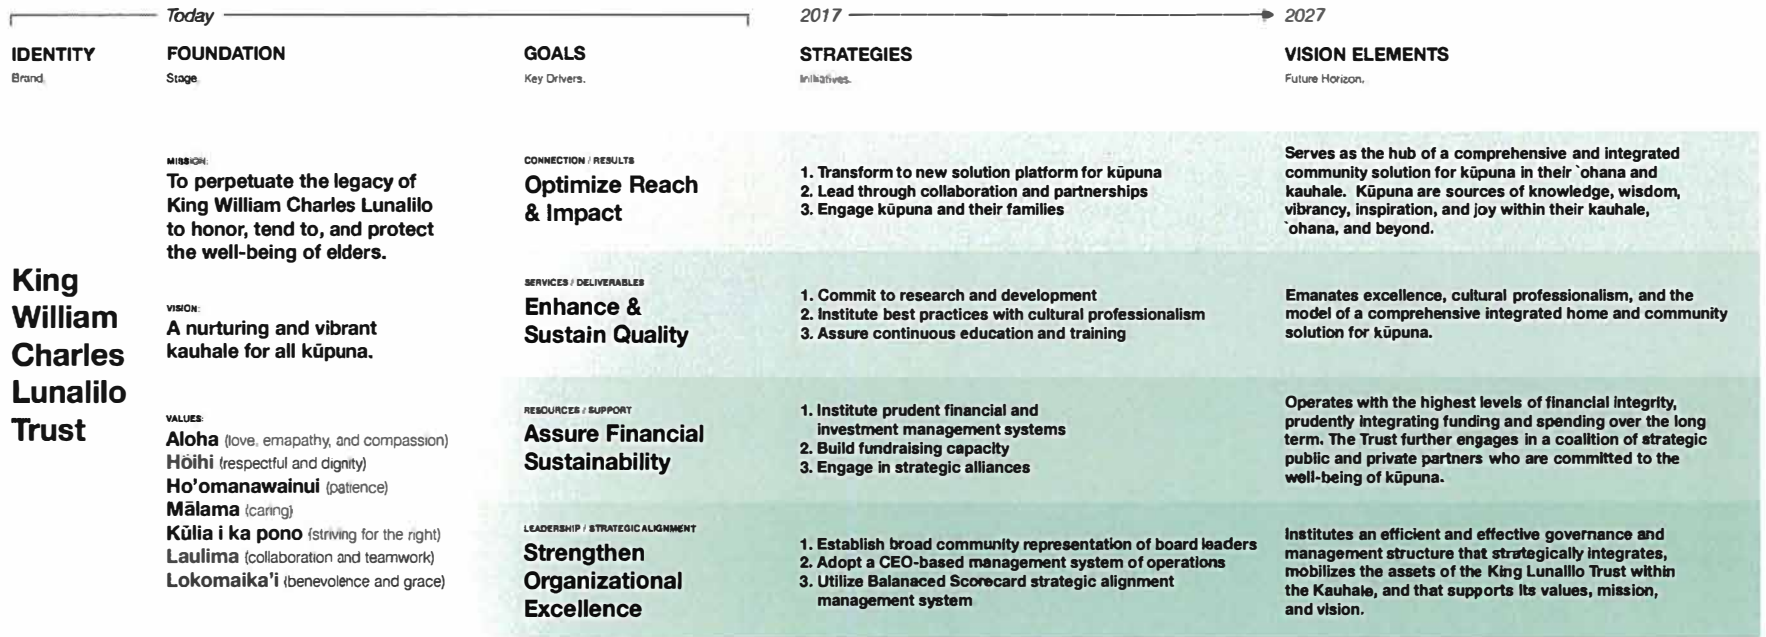 Today
2017
2027
IDENTITY
Brand.
FOUNDATION
Stage.
GOALS
Key Drivers.
STRATEGIES
Initiatives.
VISION ELEMENTS
Future Horizon.
King
William
Charles
Lunalilo
Trust
MISSION:
To perpetuate the legacy of
King William Charles Lunalilo
to honor, tend to, and protect
the well-being of elders.
VISION:
A nurturing and vibrant
kauhale for all kūpuna.
VALUES:
Aloha (love, emapathy, and compassion)
Hōihi (respectful and dignity)
Ho'omanawainui (patience)
Mālama (caring)
Kūlia i ka pono (striving for the right)
Laulima (collaboration and teamwork)
Lokomaika'i (benevolence and grace)
CONNECTION / RESULTS
Optimize Reach
& Impact
1. Transform to new solution platform for kūpuna
2. Lead through collaboration and partnerships
3. Engage kūpuna and their families
Serves as the hub of a comprehensive and integrated
community solution for kūpuna in their `ohana and
kauhale. Kūpuna are sources of knowledge, wisdom,
vibrancy, inspiration, and joy within their kauhale,
`ohana, and beyond.
SERVICES / DELIVERABLES
Enhance &
Sustain Quality
1. Commit to research and development
2. Institute best practices with cultural professionalism
3. Assure continuous education and training
Emanates excellence, cultural professionalism, and the
model of a comprehensive integrated home and community
solution for kūpuna.
RESOURCES / SUPPORT
Assure Financial
Sustainability
1. Institute prudent financial and
investment management systems
2. Build fundraising capacity
3. Engage in strategic alliances
Operates with the highest levels of financial integrity,
prudently integrating funding and spending over the long
term. The Trust further engages in a coalition of strategic
public and private partners who are committed to the
well-being of kūpuna.
LEADERSHIP / STRATEGIC ALIGNMENT
Strengthen
Organizational
Excellence
1. Establish broad community representation of board leaders
2. Adopt a CEO-based management system of operations
3. Utilize Balanaced Scorecard strategic alignment
management system
Institutes an efficient and effective governance and
management structure that strategically integrates,
mobilizes the assets of the King Lunalilo Trust within
the Kauhale, and that supports its values, mission,
and vision.